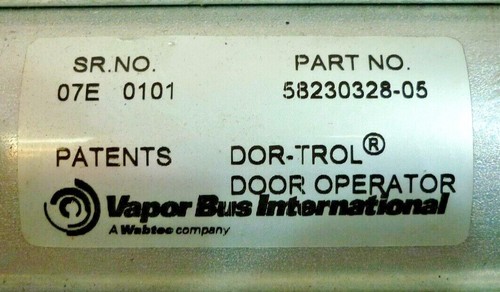 SR.NO. PART NO.
07E 0101 58230328-05
PATENTS DOR-TROL®
DOOR OPERATOR
Vapor Bus International
A Wabtec company